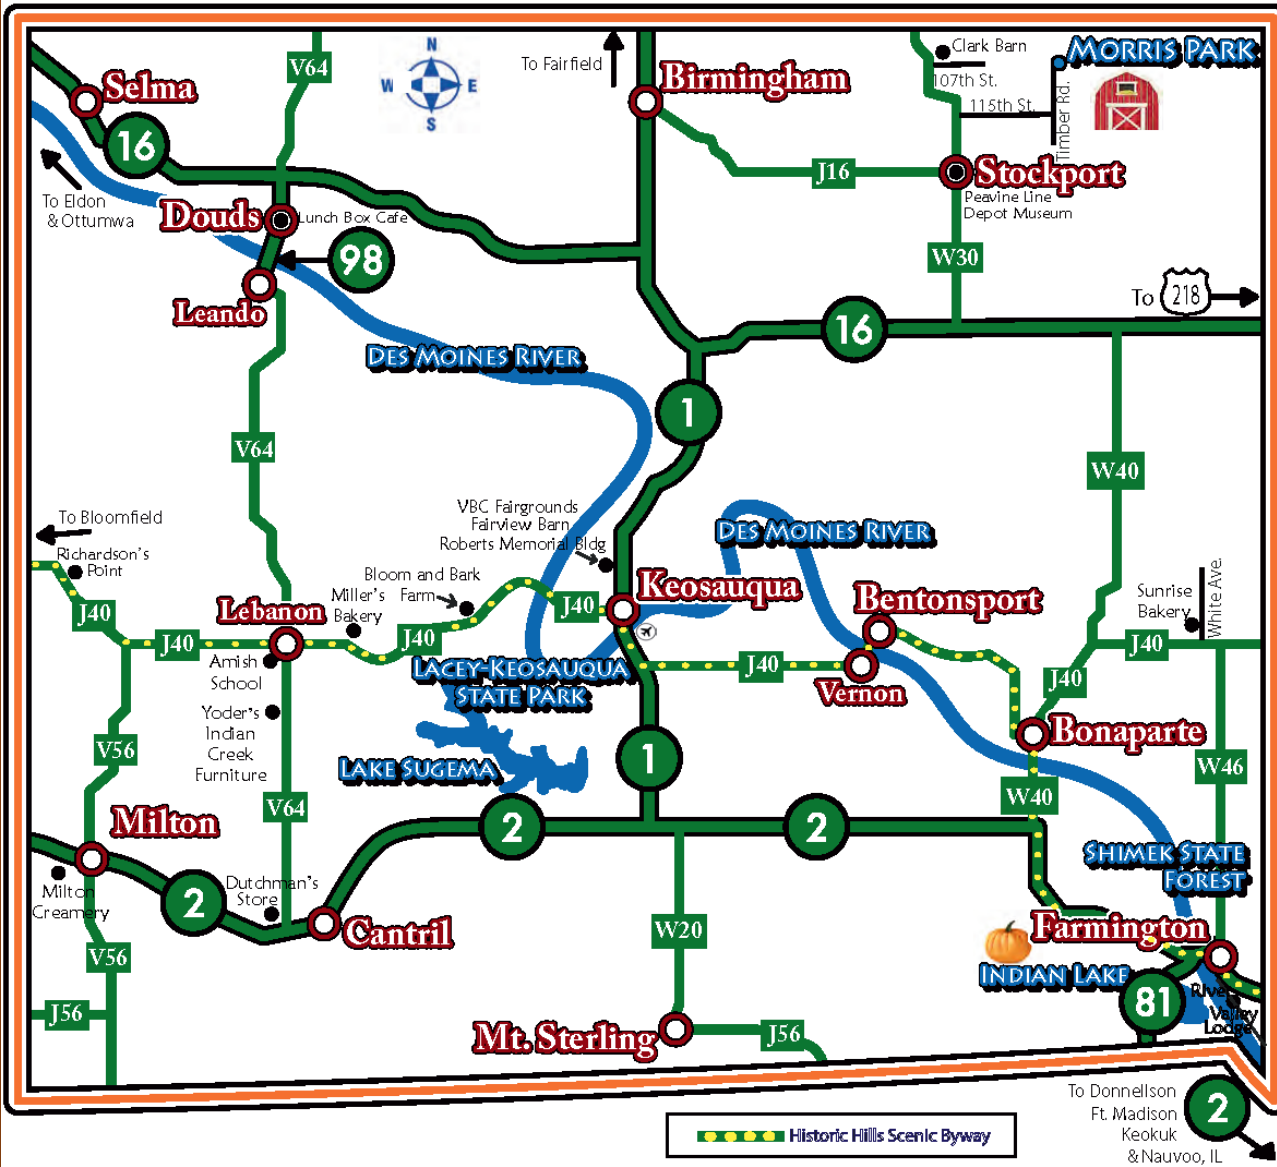 N
W E
S
V64
To Fairfield
Clark Barn
107th St.
MORRIS PARK
Timber Rd.
115th St.
Selma
Birmingham
16
J16
Stockport
Peavine Line
Depot Museum
To Eldon
& Ottumwa
Douds
Lunch Box Cafe
98
Leando
W30
To 218
16
DES MOINES RIVER
1
V64
W40
To Bloomfield
Richardson's
Point
VBC Fairgrounds
Fairview Barn
Roberts Memorial Bldg
DES MOINES RIVER
Bloom and Bark
Farm
Miller's
Bakery
Lebanon
J40
J40
J40
J40
Keosauqua
Bentonsport
Sunrise
Bakery
White Ave.
J40
Amish
School
LACEY-KEOSAUQUA
STATE PARK
J40
Vernon
J40
Yoder's
Indian
Creek
Furniture
Bonaparte
V56
LAKE SUGEMA
1
W40
W46
V64
Milton
2
2
SHIMEK STATE
FOREST
Milton
Creamery
2
Dutchman's
Store
Cantril
W20
Farmington
V56
INDIAN LAKE
81
River
Valley
Lodge
J56
Mt. Sterling
J56
To Donnellson
Ft. Madison
Keokuk
& Nauvoo, IL
2
Historic Hills Scenic Byway